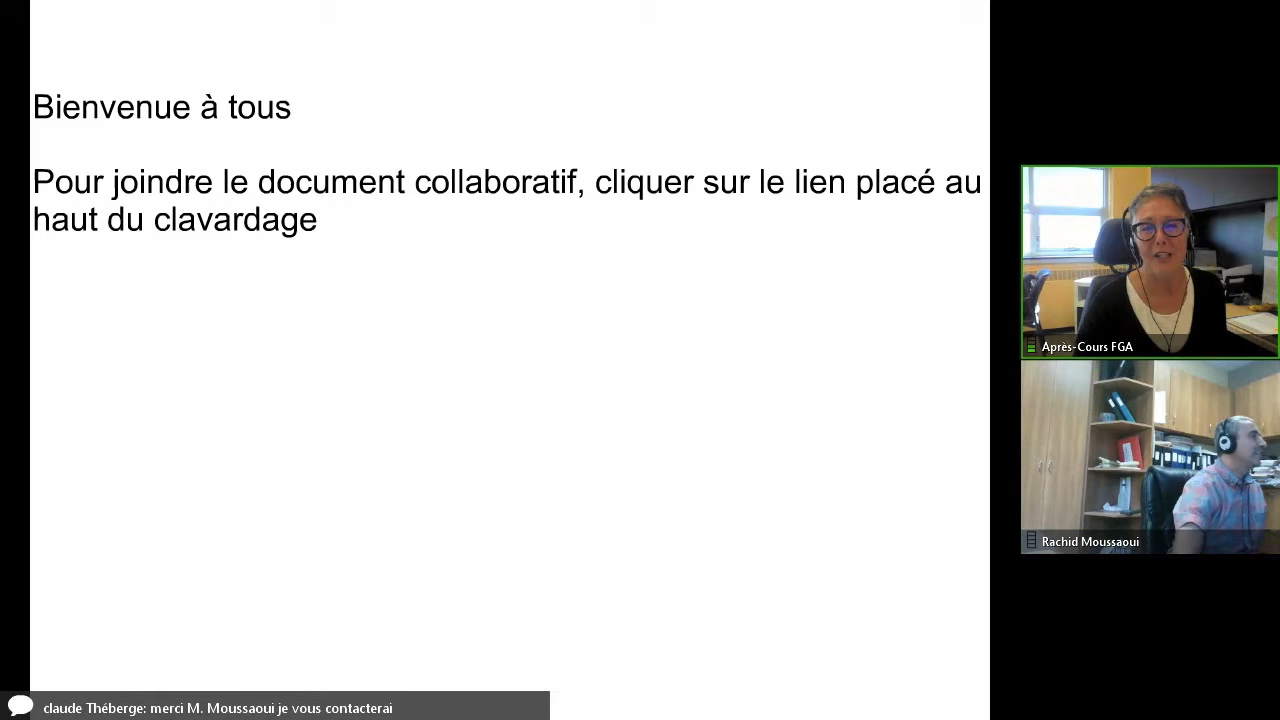 Bienvenue à tous
Pour joindre le document collaboratif, cliquer sur le lien placé au
haut du clavardage
Après-Cours FGA
Rachid Moussaoui
claude Théberge: merci M. Moussaoui je vous contacterai